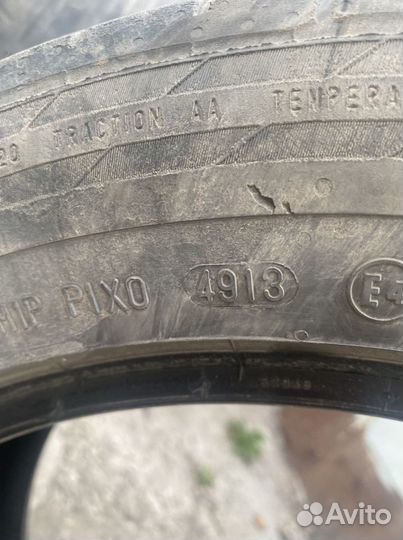 20 TRACTION AA TEMPERA
HIP PIXO 4913 E4
Avito